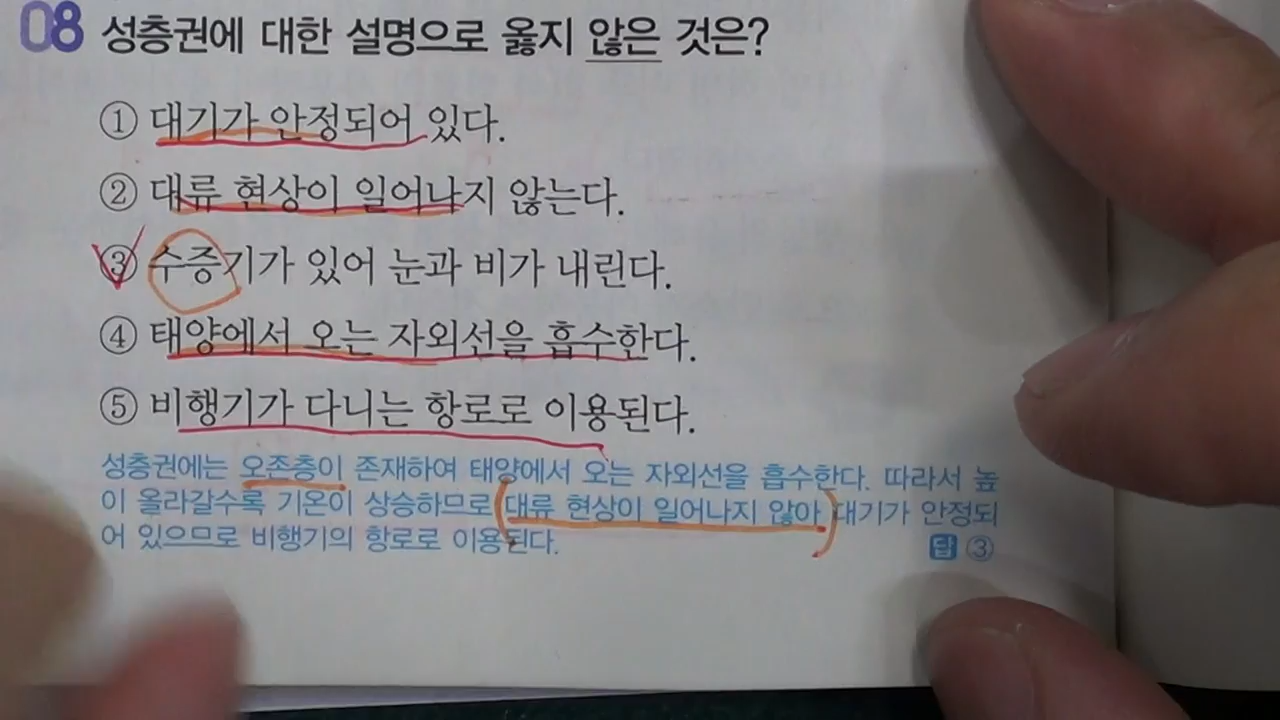 08 성층권에 대한 설명으로 옳지 않은 것은?
① 대기가 안정되어 있다.
② 대류 현상이 일어나지 않는다.
③ 수증기가 있어 눈과 비가 내린다.
④ 태양에서 오는 자외선을 흡수한다.
⑤ 비행기가 다니는 항로로 이용된다.
성층권에는 오존층이 존재하여 태양에서 오는 자외선을 흡수한다. 따라서 높
이 올라갈수록 기온이 상승하므로 대류 현상이 일어나지 않아 대기가 안정되
어 있으므로 비행기의 항로로 이용된다.
답 ③